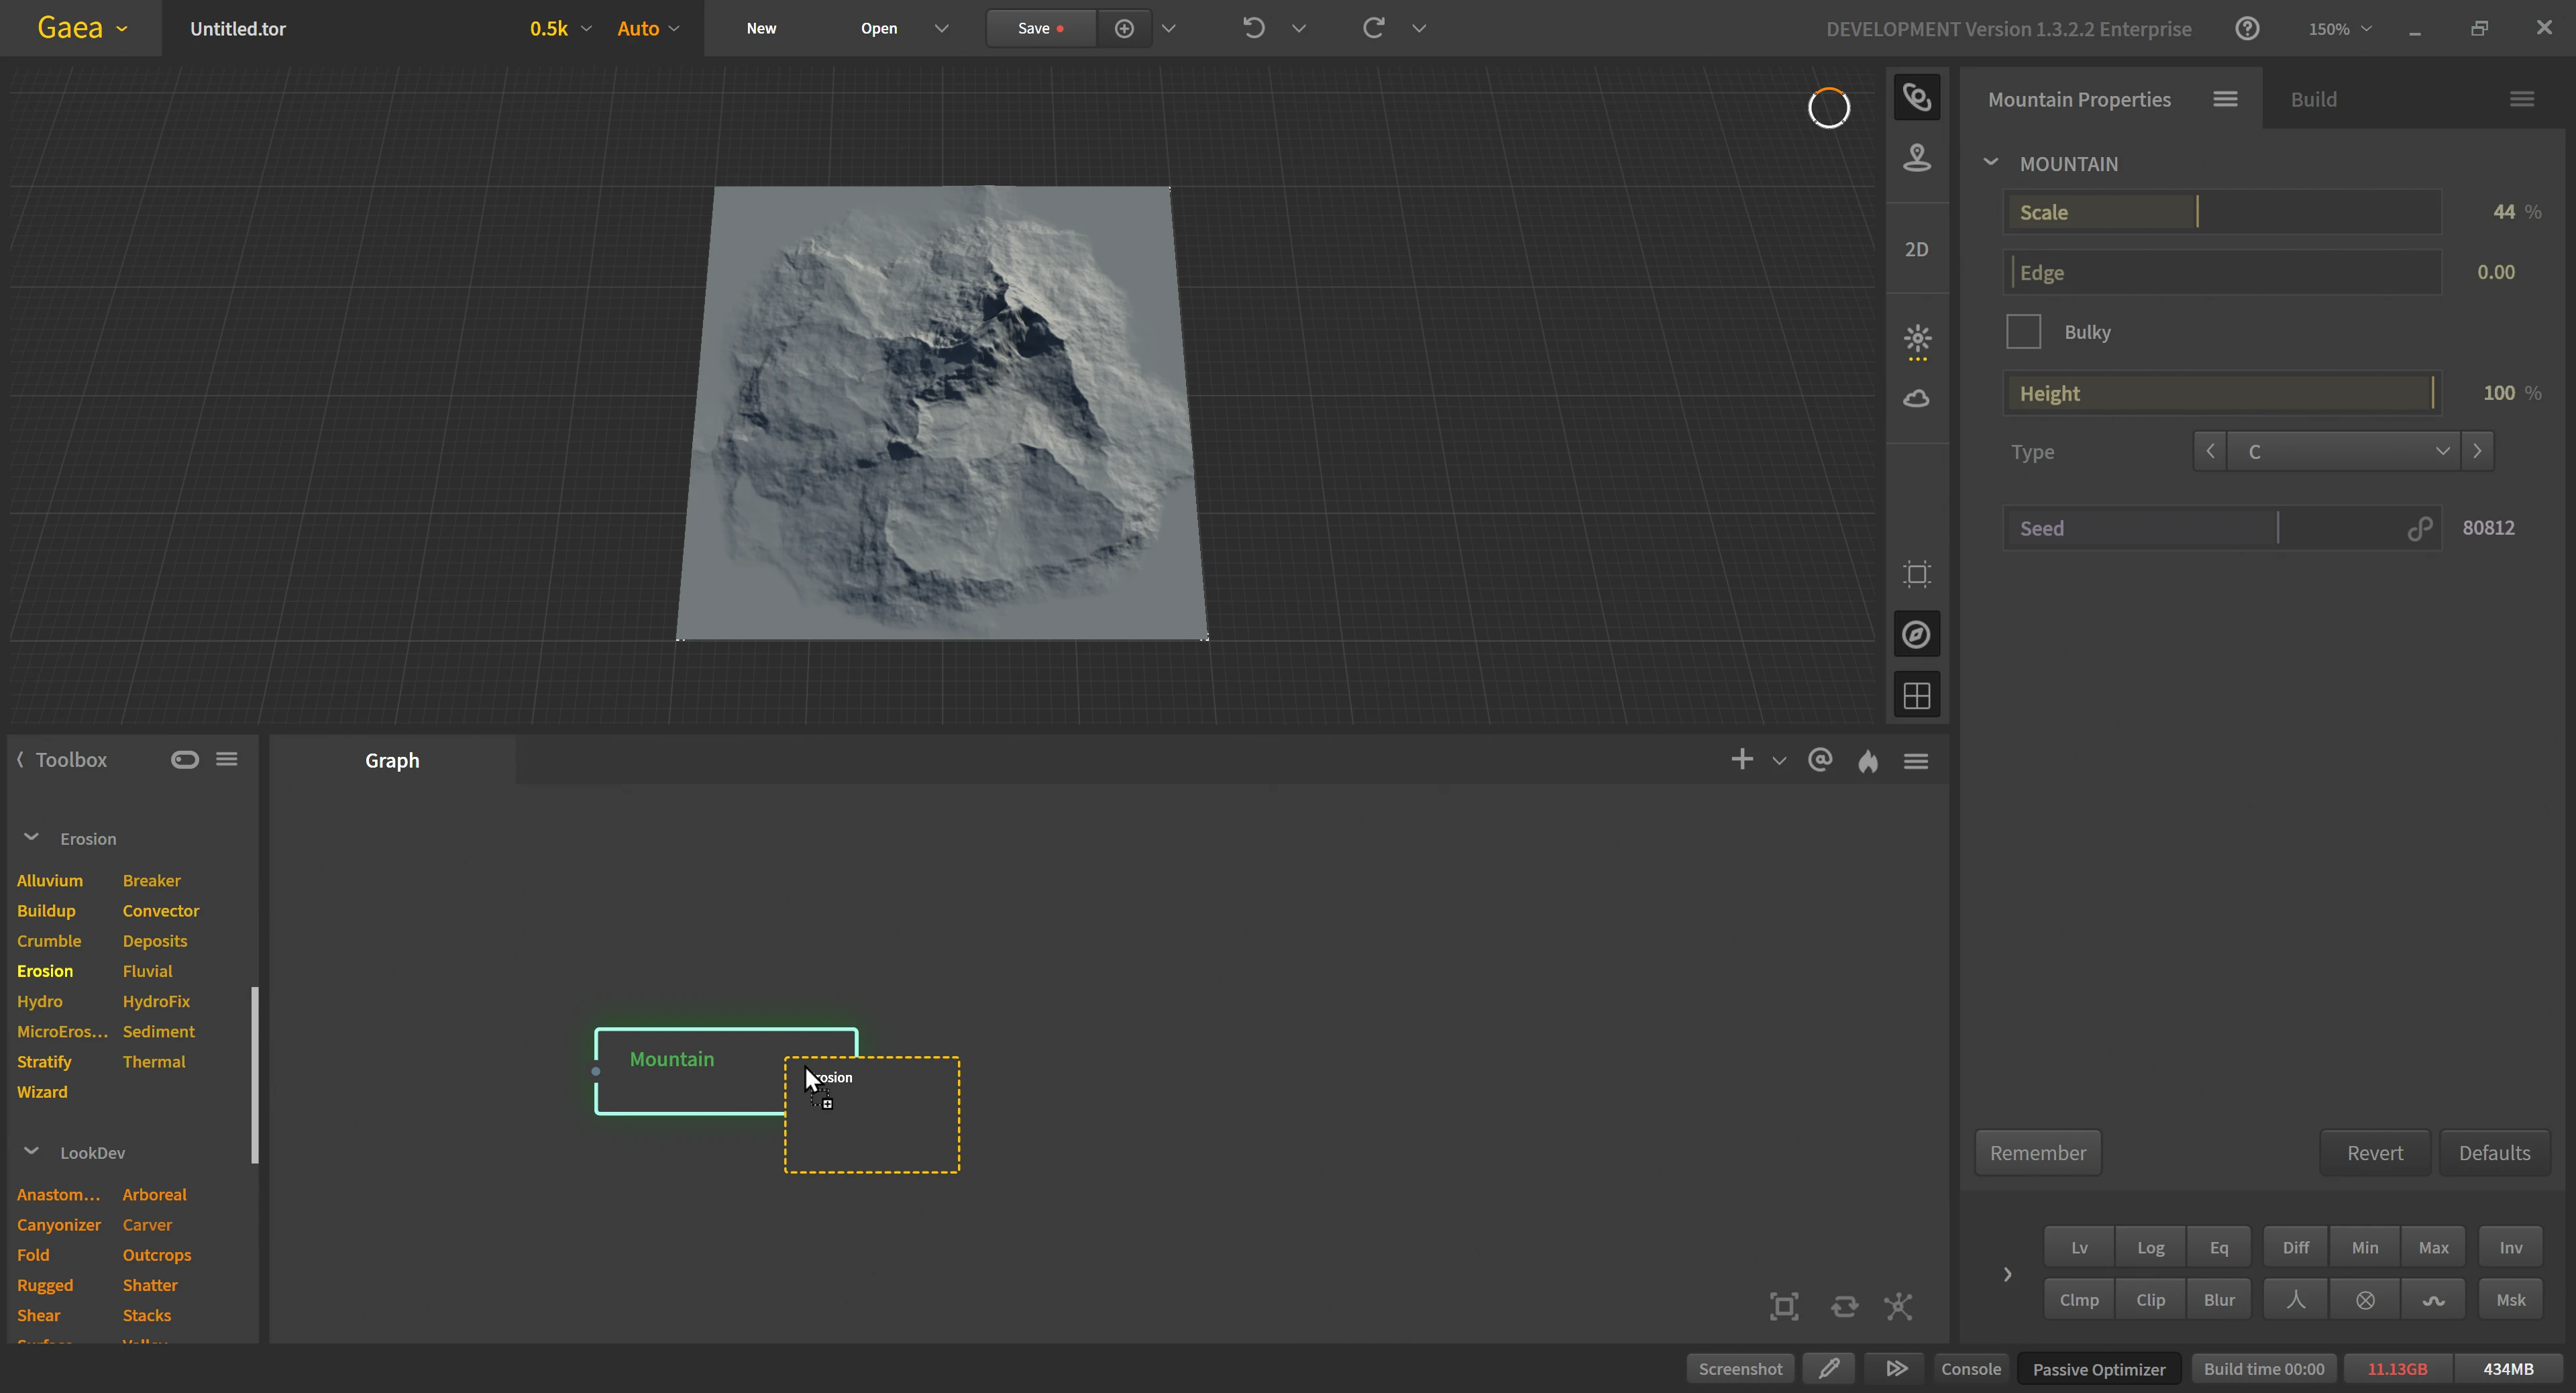 Gaea
Untitled.tor
0.5k
Auto
New
Open
Save
DEVELOPMENT Version 1.3.2.2 Enterprise
150%
Mountain Properties
Build
MOUNTAIN
Scale
44 %
Edge
0.00
Bulky
Height
100 %
Type
C
Seed
80812
2D
Toolbox
Graph
Erosion
Alluvium Breaker
Buildup Convector
Crumble Deposits
Erosion Fluvial
Hydro HydroFix
MicroEros... Sediment
Stratify Thermal
Wizard
LookDev
Anastom... Arboreal
Canyonizer Carver
Fold Outcrops
Rugged Shatter
Shear Stacks
Mountain
rosion
Remember
Revert
Defaults
Lv Log Eq Diff Min Max Inv
Clmp Clip Blur 人 Msk
Screenshot
Console
Passive Optimizer
Build time 00:00
11.13GB
434MB